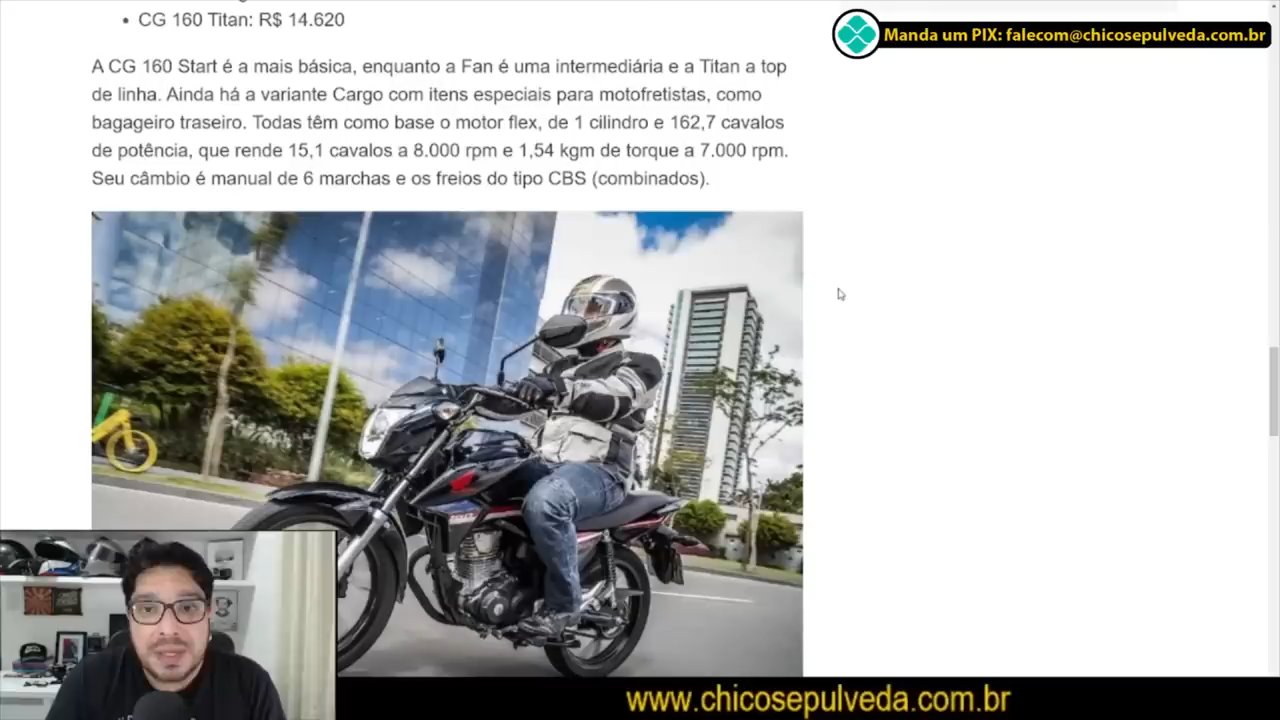 • CG 160 Titan: R$ 14.620
Manda um PIX: falecom@chicosepulveda.com.br
A CG 160 Start é a mais básica, enquanto a Fan é uma intermediária e a Titan a top
de linha. Ainda há a variante Cargo com itens especiais para motofretistas, como
bagageiro traseiro. Todas têm como base o motor flex, de 1 cilindro e 162,7 cavalos
de potência, que rende 15,1 cavalos a 8.000 rpm e 1,54 kgm de torque a 7.000 rpm.
Seu câmbio é manual de 6 marchas e os freios do tipo CBS (combinados).
www.chicosepulveda.com.br